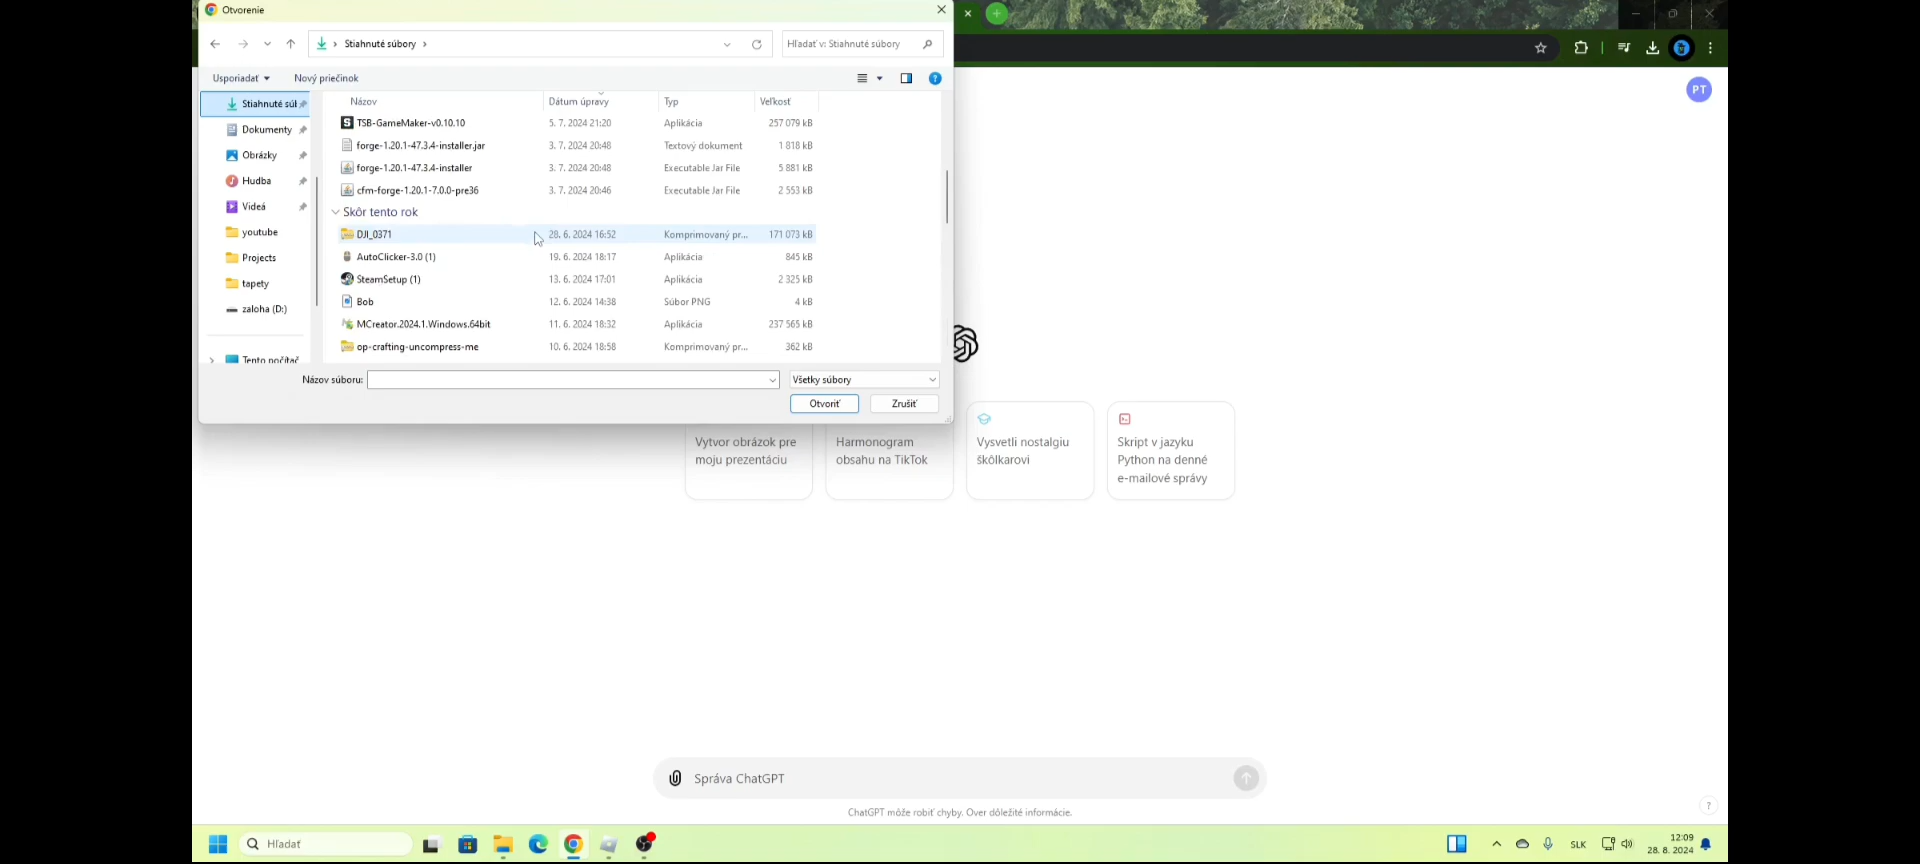 Otvorenie
Stiahnuté súbory
Hľadať v: Stiahnuté súbory
Usporiadať
Nový priečinok
Názov
Dátum úpravy
Typ
Veľkosť
TSB-GameMaker-v0.10.10 5. 7. 2024 21:20 Aplikácia 257 079 kB
forge-1.20.1-47.3.4-installer.jar 3. 7. 2024 20:48 Textový dokument 1 818 kB
forge-1.20.1-47.3.4-installer 3. 7. 2024 20:48 Executable Jar File 5 881 kB
cfm-forge-1.20.1-7.0.0-pre36 3. 7. 2024 20:46 Executable Jar File 2 553 kB
Skôr tento rok
DJI_0371 28. 6. 2024 16:52 Komprimovaný pr... 171 073 kB
AutoClicker-3.0 (1) 19. 6. 2024 18:17 Aplikácia 845 kB
SteamSetup (1) 13. 6. 2024 17:01 Aplikácia 2 325 kB
Bob 12. 6. 2024 14:38 Súbor PNG 4 kB
MCreator.2024.1.Windows.64bit 11. 6. 2024 18:32 Aplikácia 237 565 kB
op-crafting-uncompress-me 10. 6. 2024 18:58 Komprimovaný pr... 362 kB
Stiahnuté súl
Dokumenty
Obrázky
Hudba
Videá
youtube
Projects
tapety
zaloha (D:)
Tento počítač
Názov súboru:
Všetky súbory
Otvoriť
Zrušiť
PT
Vytvor obrázok pre
moju prezentáciu
Harmonogram
obsahu na TikTok
Vysvetli nostalgiu
škôlkarovi
Skript v jazyku
Python na denné
e-mailové správy
Správa ChatGPT
ChatGPT môže robiť chyby. Over dôležité informácie.
?
Hľadať
SLK
12:09
28. 8. 2024